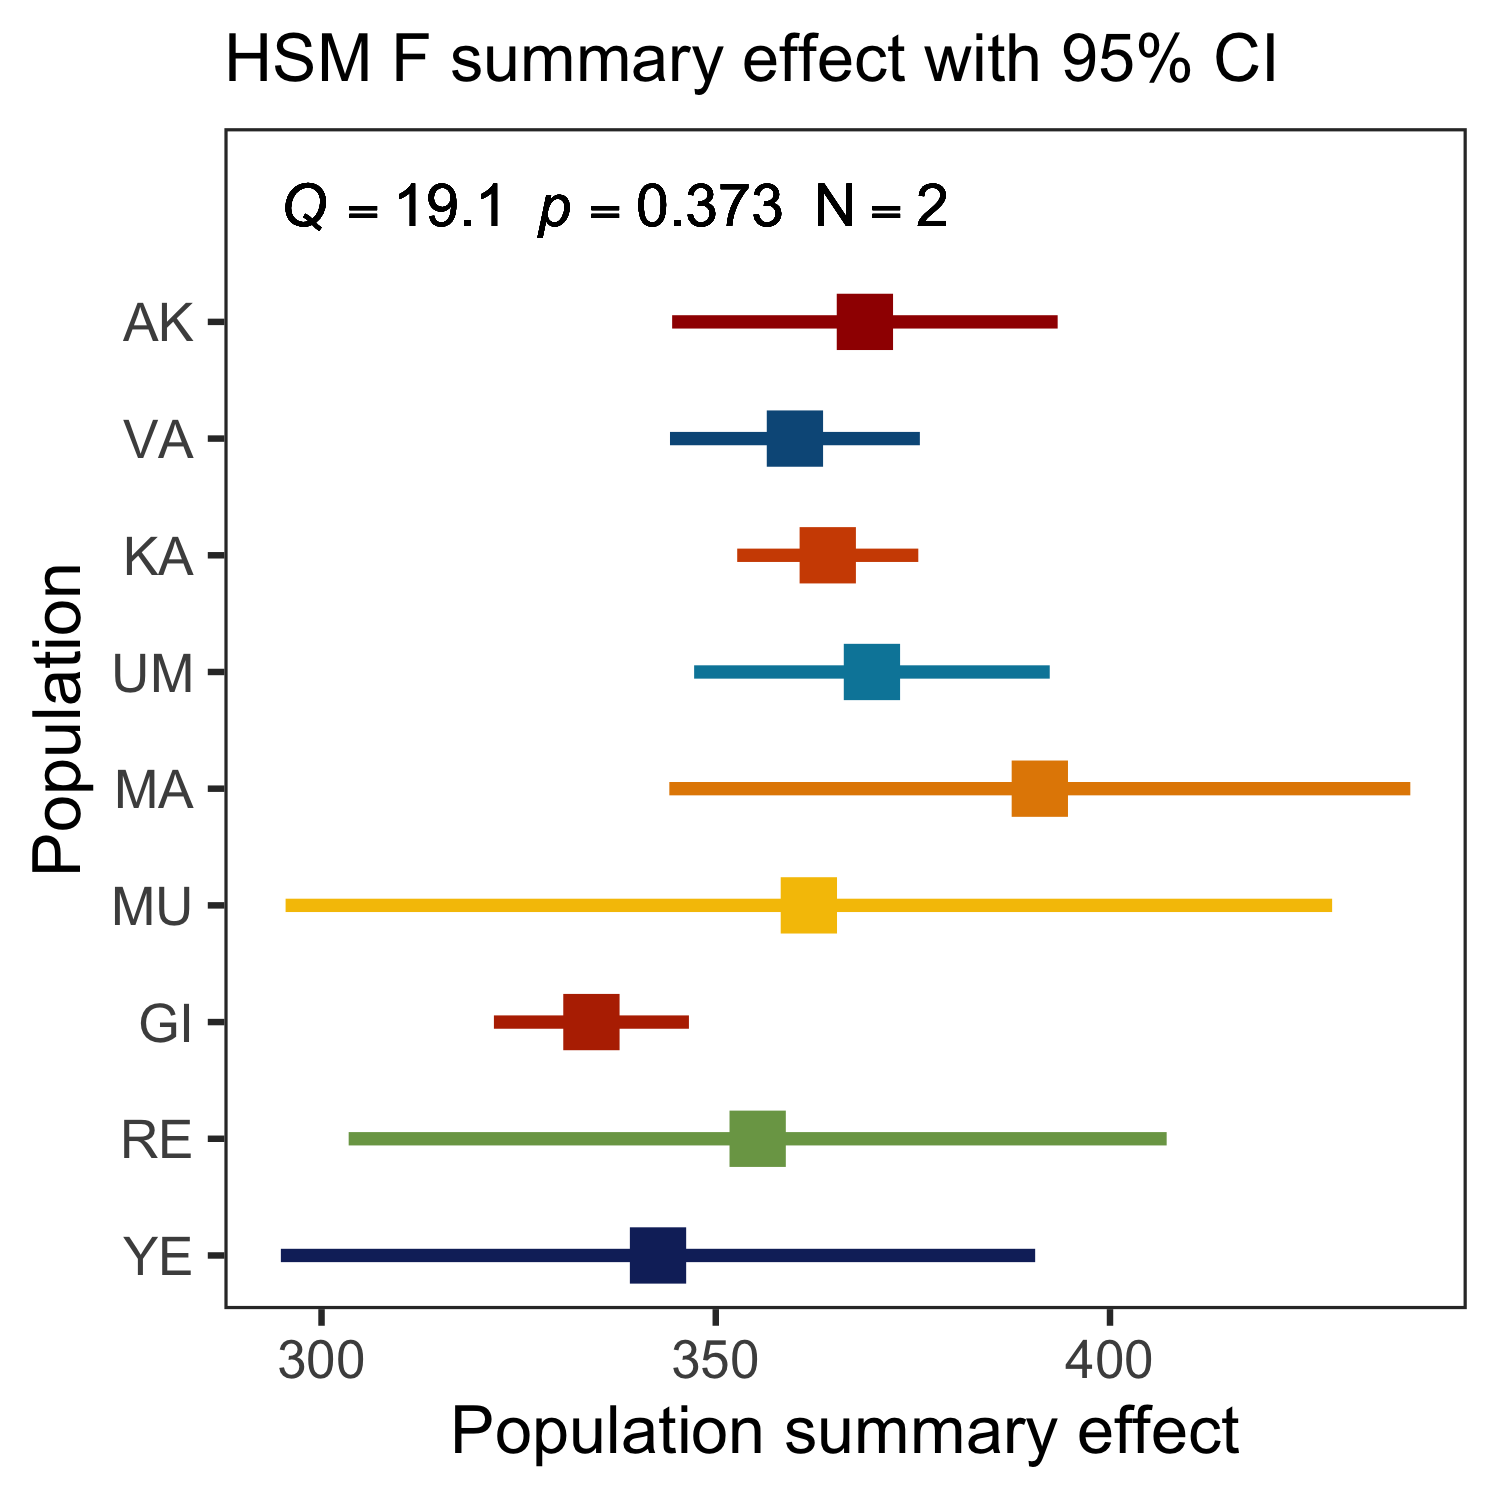 HSM F summary effect with 95% CI
Q = 19.1 p = 0.373 N = 2
AK
VA
KA
UM
MA
MU
GI
RE
YE
Population
300 350 400
Population summary effect